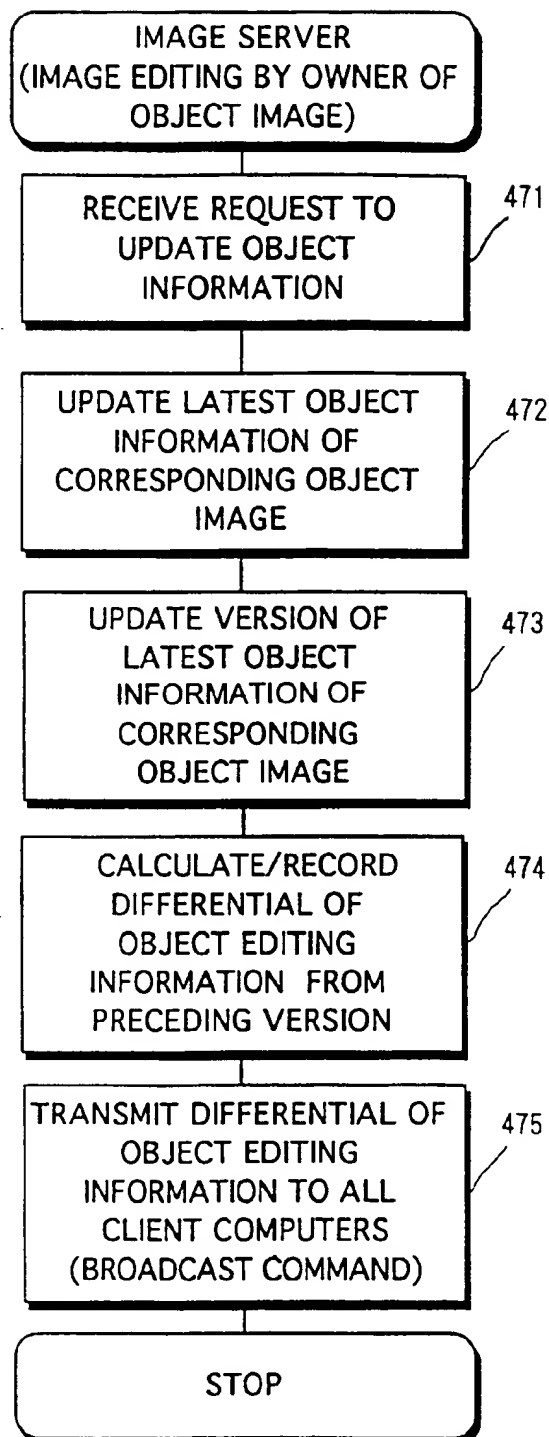 IMAGE SERVER
(IMAGE EDITING BY OWNER OF
OBJECT IMAGE)
RECEIVE REQUEST TO
UPDATE OBJECT
INFORMATION
471
UPDATE LATEST OBJECT
INFORMATION OF
CORRESPONDING OBJECT
IMAGE
472
UPDATE VERSION OF
LATEST OBJECT
INFORMATION OF
CORRESPONDING
OBJECT IMAGE
473
CALCULATE/RECORD
DIFFERENTIAL OF
OBJECT EDITING
INFORMATION FROM
PRECEDING VERSION
474
TRANSMIT DIFFERENTIAL OF
OBJECT EDITING
INFORMATION TO ALL
CLIENT COMPUTERS
(BROADCAST COMMAND)
475
STOP